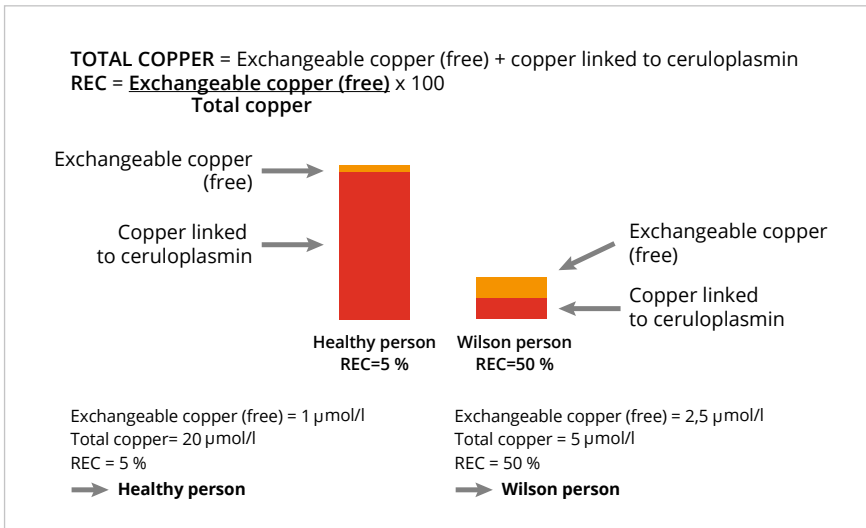 TOTAL COPPER = Exchangeable copper (free) + copper linked to ceruloplasmin
REC = Exchangeable copper (free) x 100
Total copper
Exchangeable copper
(free)
Copper linked
to ceruloplasmin
Exchangeable copper
(free)
Copper linked
to ceruloplasmin
Healthy person
REC=5 %
Wilson person
REC=50 %
Exchangeable copper (free) = 1 µmol/l
Total copper= 20 µmol/l
REC = 5 %
Healthy person
Exchangeable copper (free) = 2,5 µmol/l
Total copper = 5 µmol/l
REC = 50 %
Wilson person